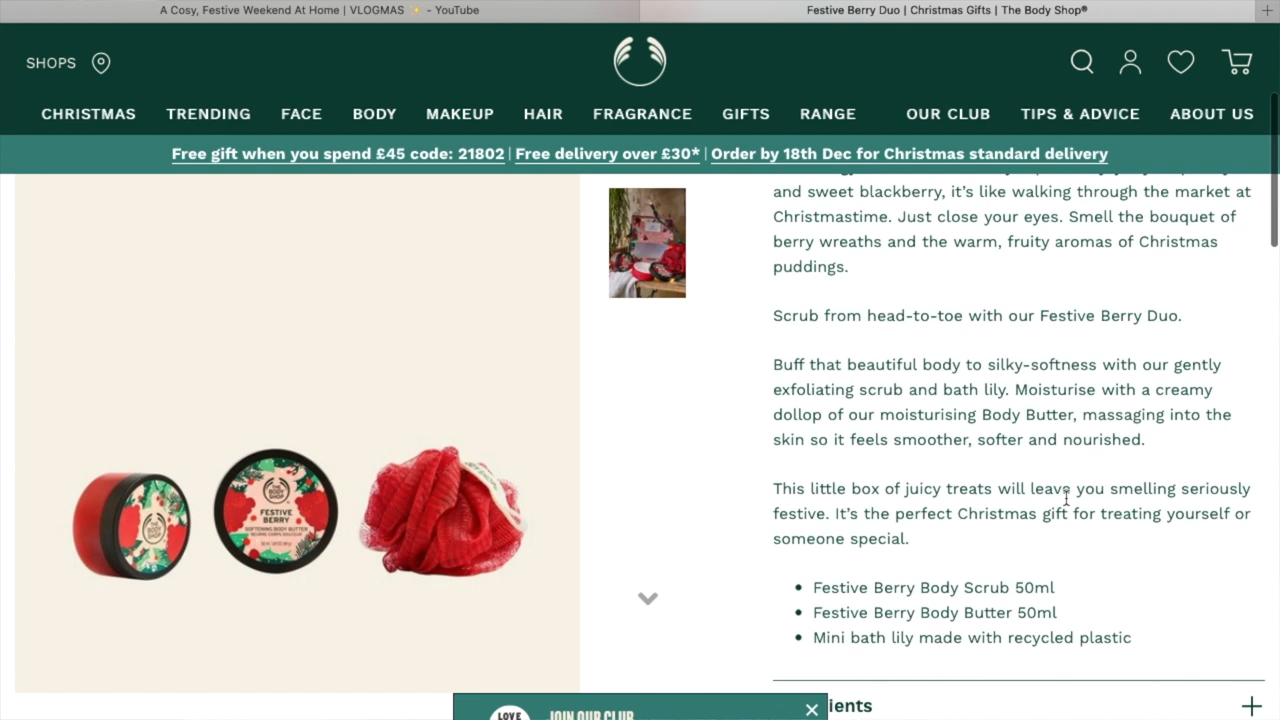 A Cosy, Festive Weekend At Home | VLOGMAS ✨ - YouTube
Festive Berry Duo | Christmas Gifts | The Body Shop®
SHOPS
CHRISTMAS TRENDING FACE BODY MAKEUP HAIR FRAGRANCE GIFTS RANGE OUR CLUB TIPS & ADVICE ABOUT US
Free gift when you spend £45 code: 21802 | Free delivery over £30* | Order by 18th Dec for Christmas standard delivery
and sweet blackberry, it’s like walking through the market at
Christmastime. Just close your eyes. Smell the bouquet of
berry wreaths and the warm, fruity aromas of Christmas
puddings.
Scrub from head-to-toe with our Festive Berry Duo.
Buff that beautiful body to silky-softness with our gently
exfoliating scrub and bath lily. Moisturise with a creamy
dollop of our moisturising Body Butter, massaging into the
skin so it feels smoother, softer and nourished.
This little box of juicy treats will leave you smelling seriously
festive. It’s the perfect Christmas gift for treating yourself or
someone special.
• Festive Berry Body Scrub 50ml
• Festive Berry Body Butter 50ml
• Mini bath lily made with recycled plastic
THE
BODY
SHOP
FESTIVE
BERRY
SOFTENING BODY BUTTER
ients
LOVE
JOIN OUR CLUB